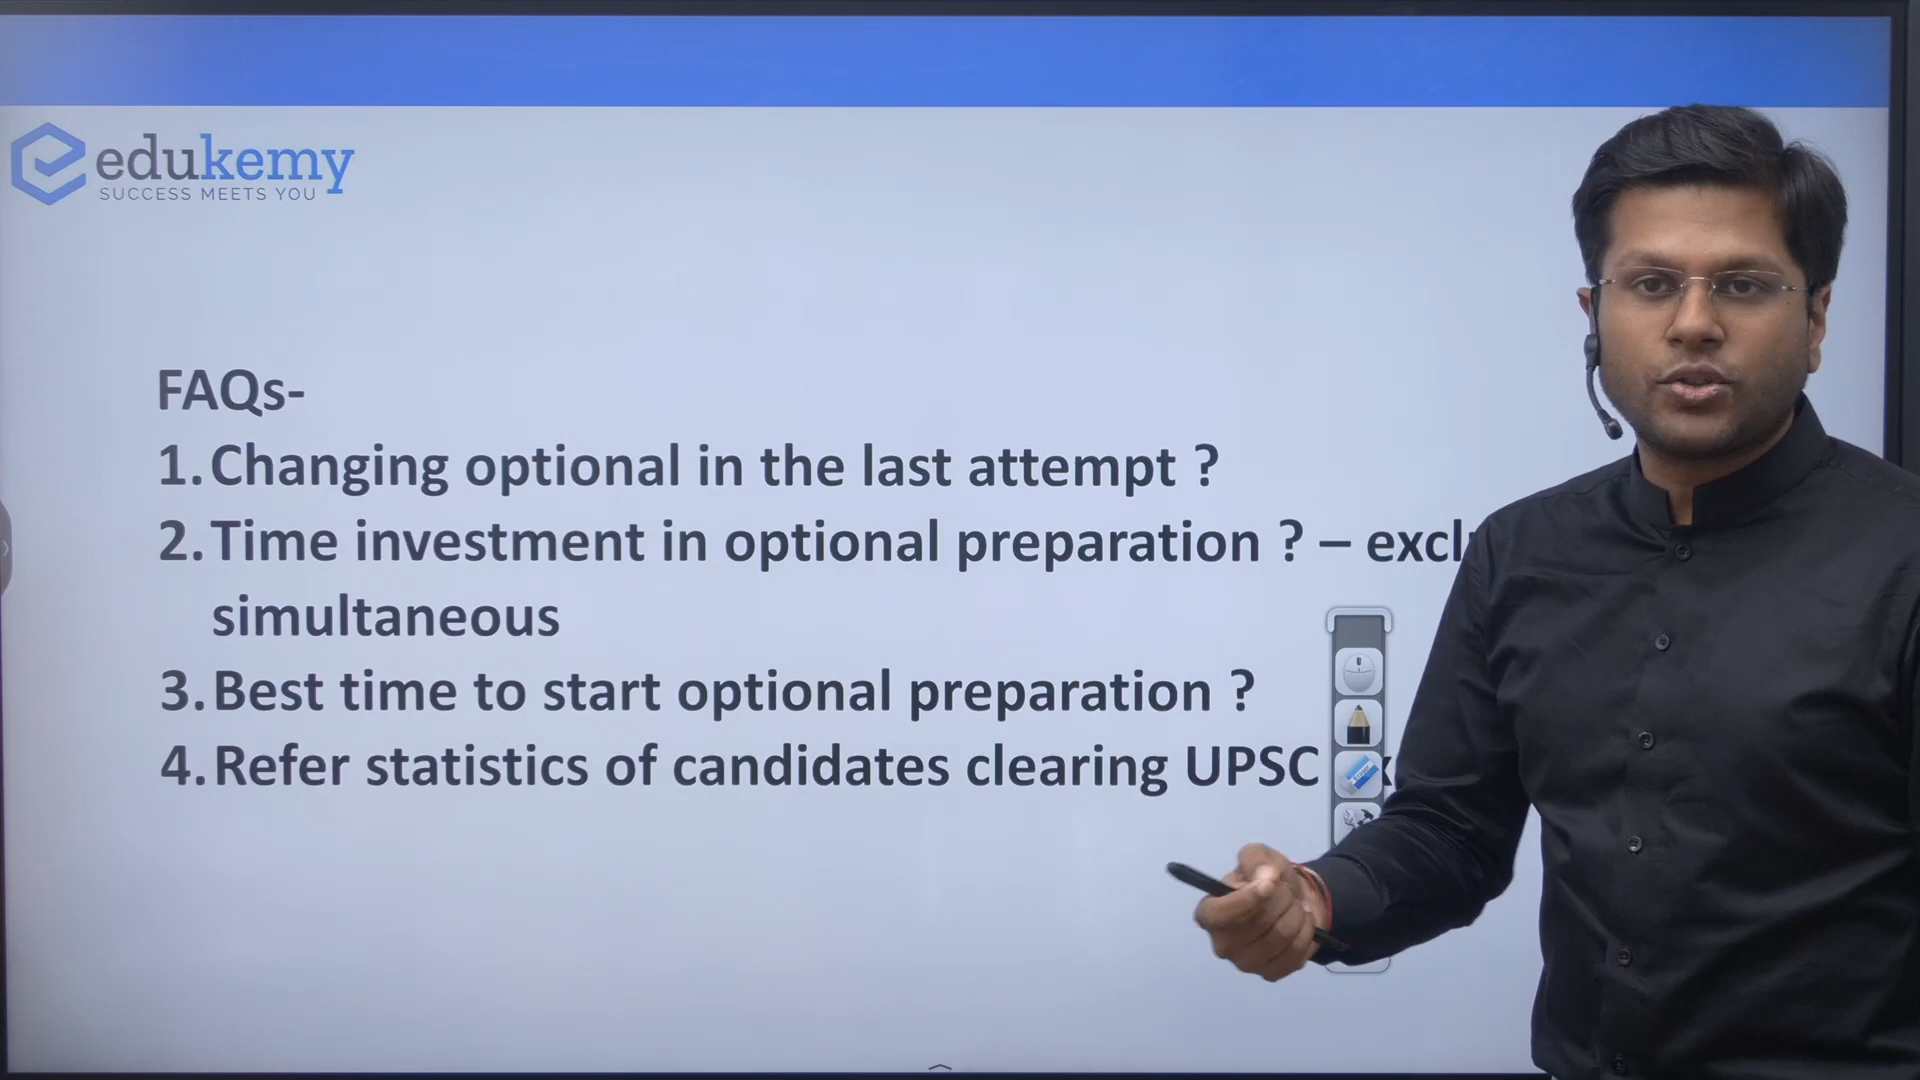 edukemy
SUCCESS MEETS YOU
FAQs-
1. Changing optional in the last attempt ?
2. Time investment in optional preparation ? –
simultaneous
3. Best time to start optional preparation ?
4. Refer statistics of candidates clearing UPSC